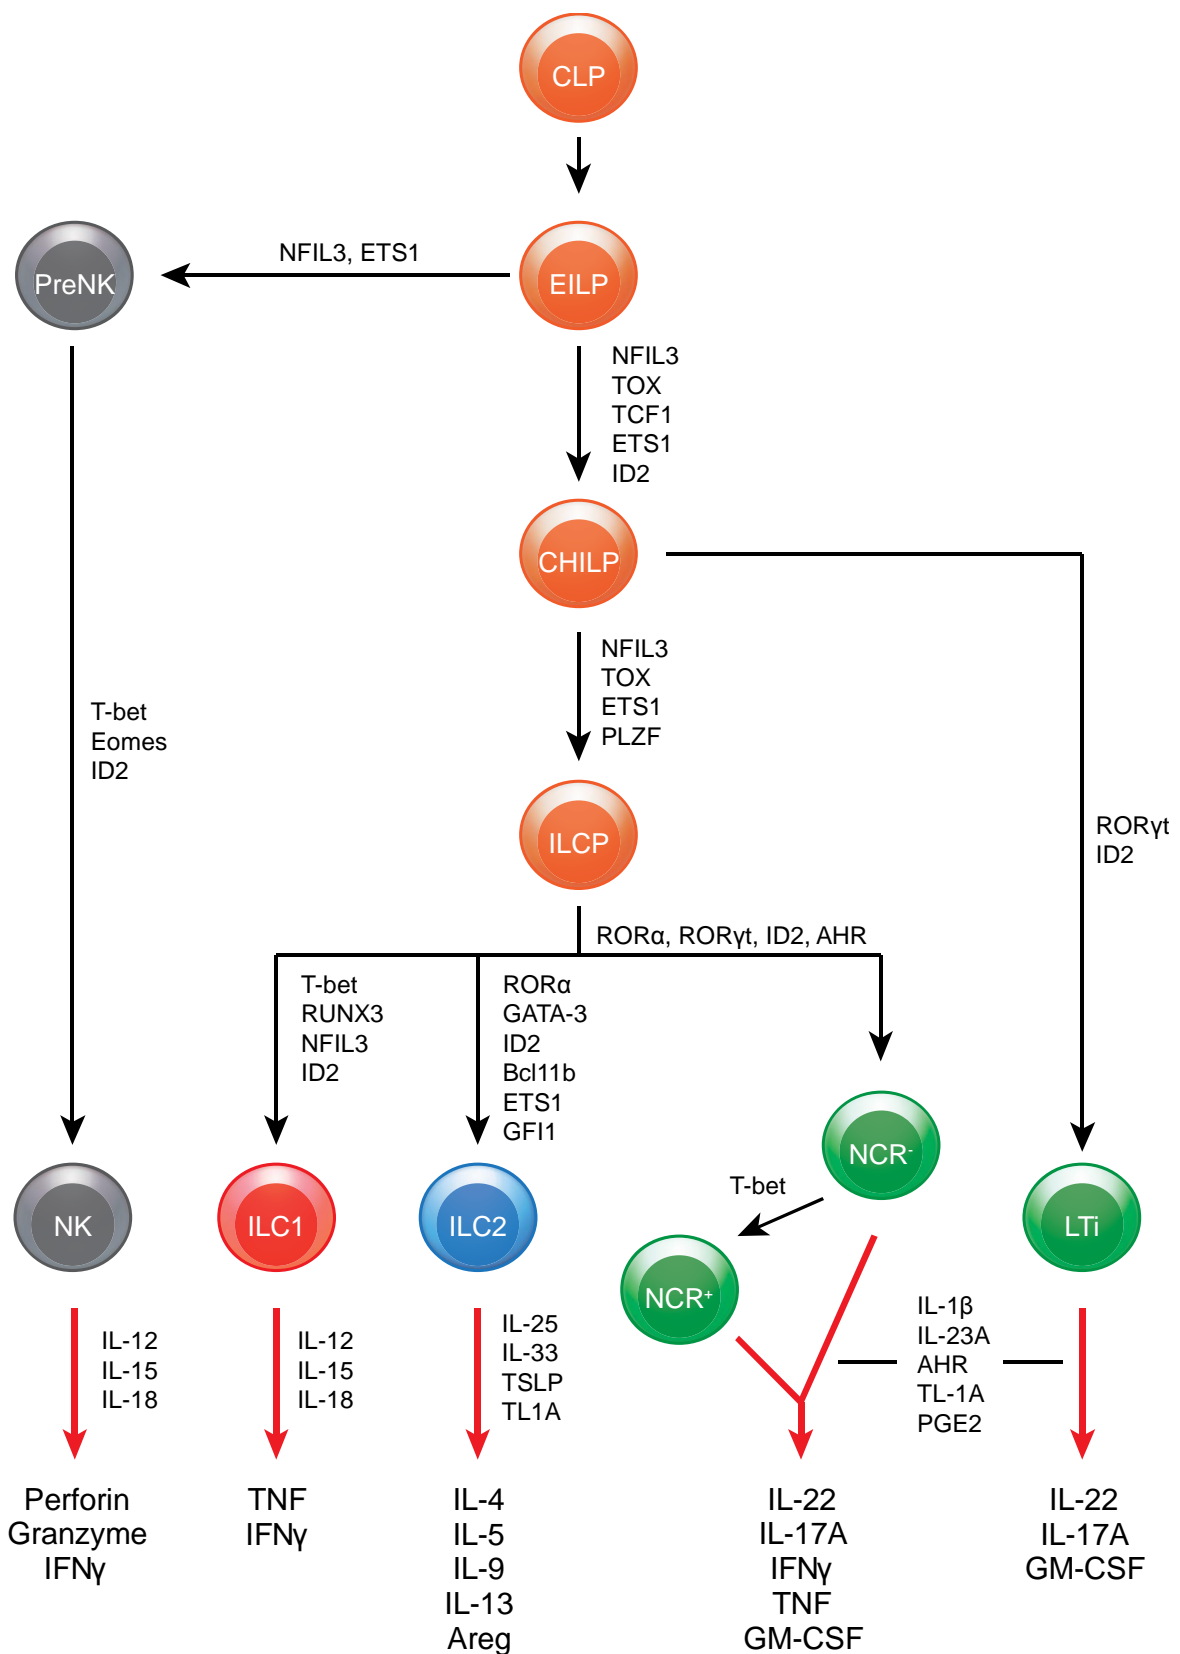 CLP
NFIL3, ETS1
PreNK
EILP
NFIL3
TOX
TCF1
ETS1
ID2
CHILP
NFIL3
TOX
ETS1
PLZF
T-bet
Eomes
ID2
ILCP
RORγt
ID2
RORα, RORγt, ID2, AHR
T-bet
RUNX3
NFIL3
ID2
RORα
GATA-3
ID2
Bcl11b
ETS1
GFI1
NCR-
T-bet
NK
ILC1
ILC2
NCR+
LTi
IL-12
IL-15
IL-18
IL-12
IL-15
IL-18
IL-25
IL-33
TSLP
TL1A
IL-1β
IL-23A
AHR
TL-1A
PGE2
Perforin
Granzyme
IFNγ
TNF
IFNγ
IL-4
IL-5
IL-9
IL-13
Areg
IL-22
IL-17A
IFNγ
TNF
GM-CSF
IL-22
IL-17A
GM-CSF